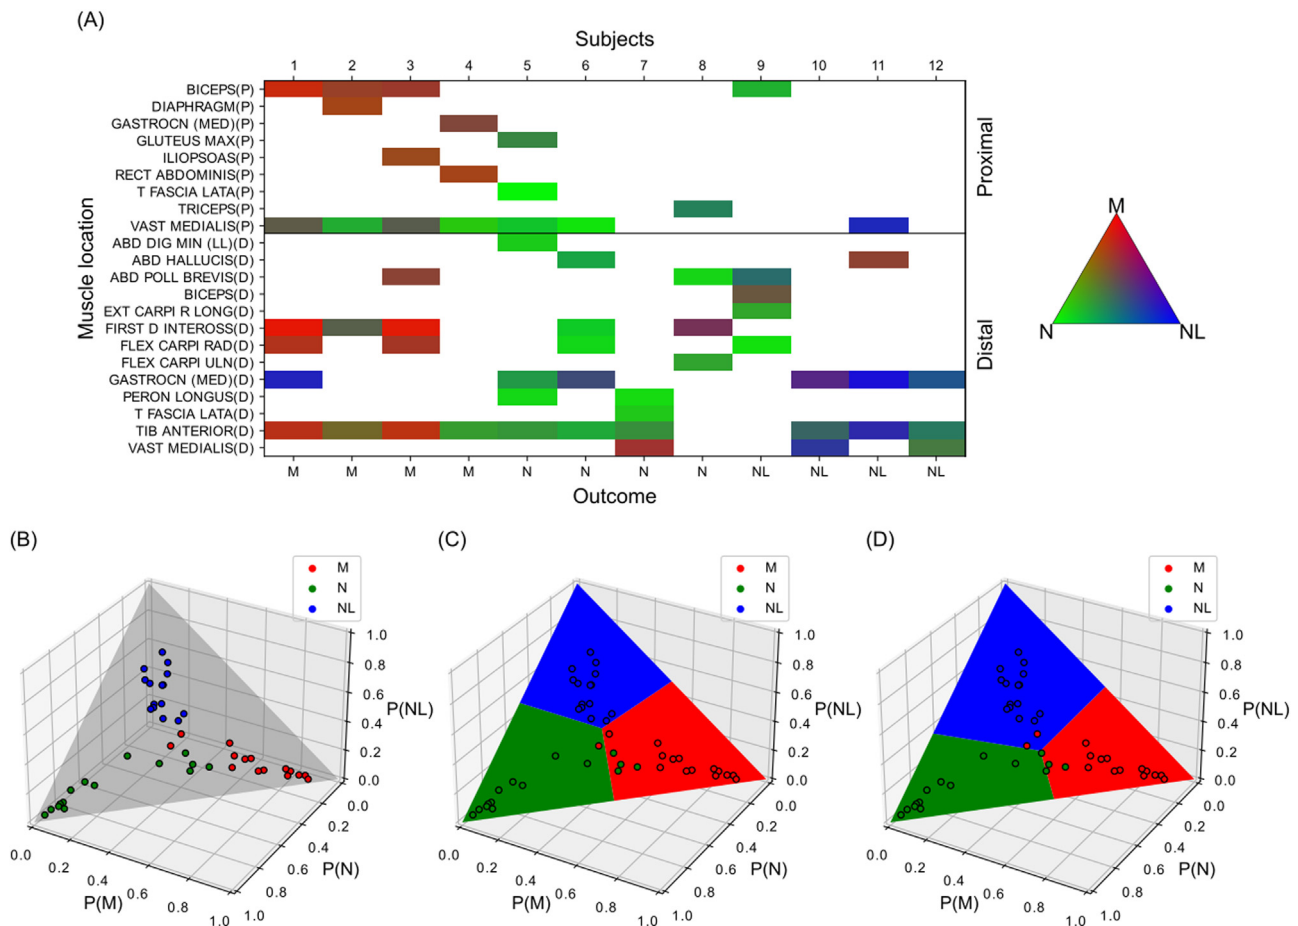 (A)
Subjects
1 2 3 4 5 6 7 8 9 10 11 12
BICEPS(P)
DIAPHRAGM(P)
GASTROCN (MED)(P)
GLUTEUS MAX(P)
ILIOPSOAS(P)
RECT ABDOMINIS(P)
T FASCIA LATA(P)
TRICEPS(P)
VAST MEDIALIS(P)
ABD DIG MIN (LL)(D)
ABD HALLUCIS(D)
ABD POLL BREVIS(D)
BICEPS(D)
EXT CARPI R LONG(D)
FIRST D INTEROSS(D)
FLEX CARPI RAD(D)
FLEX CARPI ULN(D)
GASTROCN (MED)(D)
PERON LONGUS(D)
T FASCIA LATA(D)
TIB ANTERIOR(D)
VAST MEDIALIS(D)
Muscle location
Proximal
Distal
M M M M N N N N NL NL NL NL
Outcome
M
N
NL
(B)
M
N
NL
1.0
0.8
0.6
0.4
0.2
0.0
P(NL)
0.0
0.2
0.4
0.6
0.8
1.0
P(N)
0.0
0.2
0.4
0.6
0.8
1.0
P(M)
(C)
M
N
NL
1.0
0.8
0.6
0.4
0.2
0.0
P(NL)
0.0
0.2
0.4
0.6
0.8
1.0
P(N)
0.0
0.2
0.4
0.6
0.8
1.0
P(M)
(D)
M
N
NL
1.0
0.8
0.6
0.4
0.2
0.0
P(NL)
0.0
0.2
0.4
0.6
0.8
1.0
P(N)
0.0
0.2
0.4
0.6
0.8
1.0
P(M)